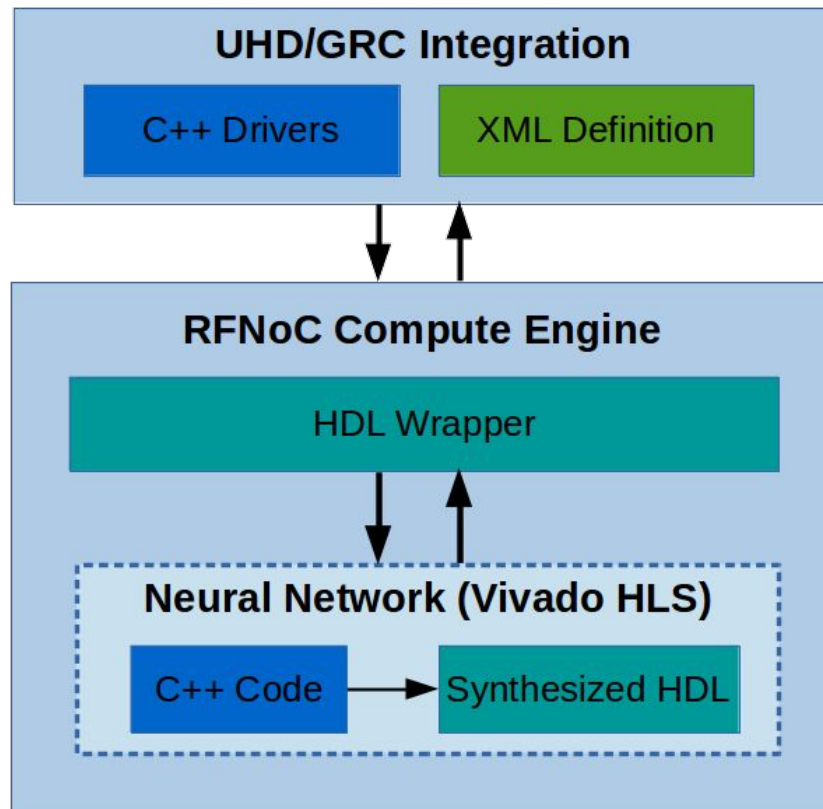 UHD/GRC Integration
C++ Drivers
XML Definition
RFNoC Compute Engine
HDL Wrapper
Neural Network (Vivado HLS)
C++ Code
Synthesized HDL